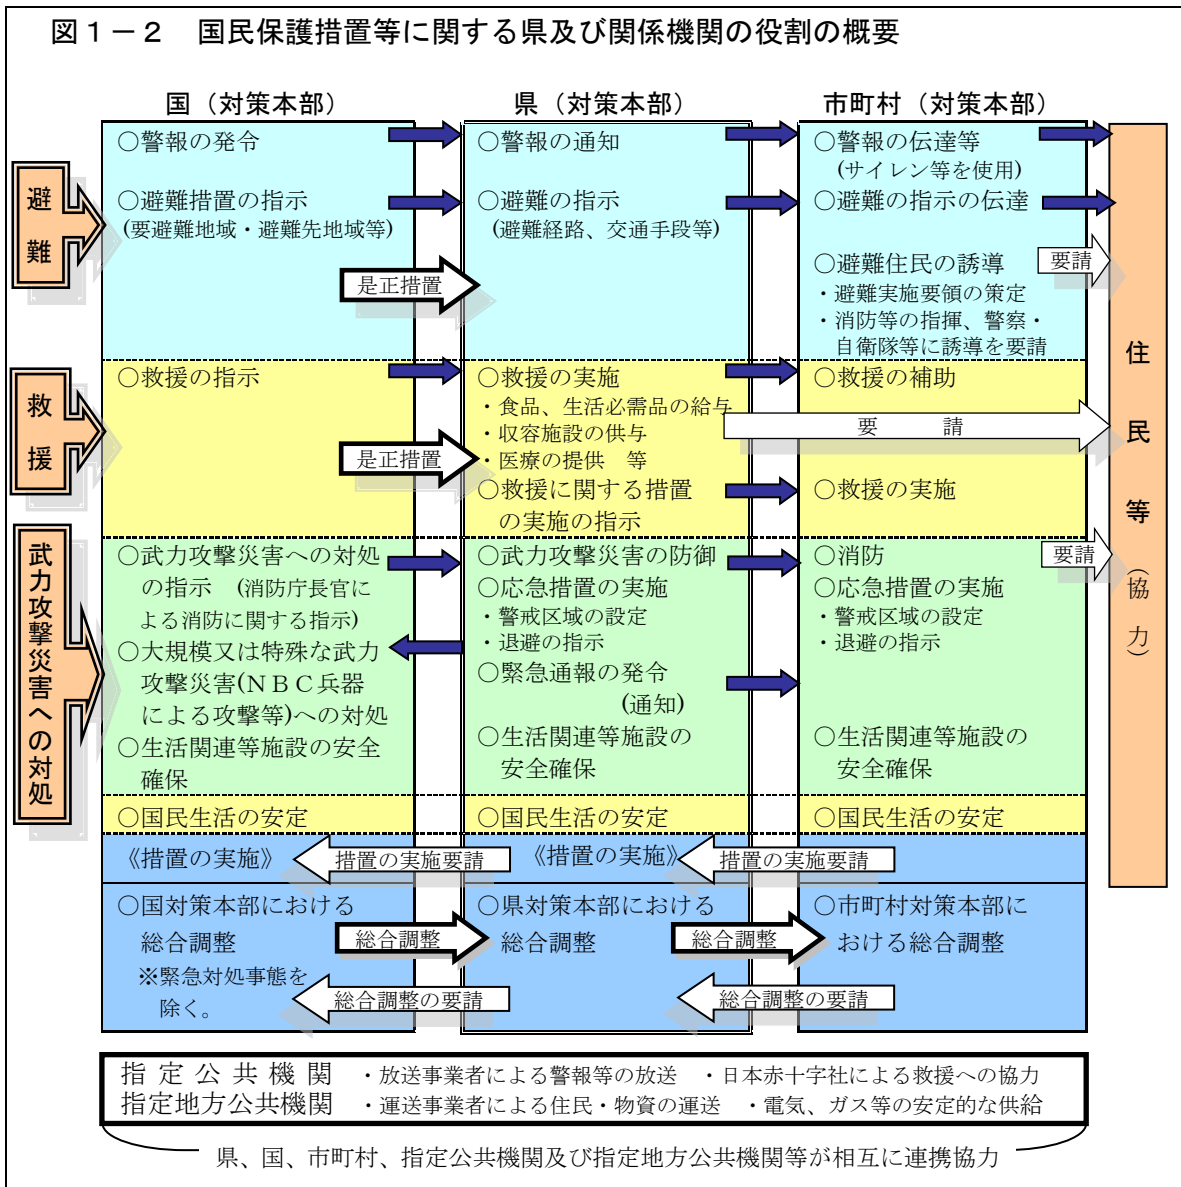 図１－２　国民保護措置等に関する県及び関係機関の役割の概要
国（対策本部）
県（対策本部）
市町村（対策本部）
避難
○警報の発令
○避難措置の指示
(要避難地域・避難先地域等)
是正措置
○警報の通知
○避難の指示
(避難経路、交通手段等)
○警報の伝達等
(サイレン等を使用)
○避難の指示の伝達
○避難住民の誘導
・避難実施要領の策定
・消防等の指揮、警察・
自衛隊等に誘導を要請
要請
救援
○救援の指示
是正措置
○救援の実施
・食品、生活必需品の給与
・収容施設の供与
・医療の提供　等
○救援に関する措置
の実施の指示
○救援の補助
要　　請
○救援の実施
武力攻撃災害への対処
○武力攻撃災害への対処
の指示　(消防庁長官に
よる消防に関する指示)
○大規模又は特殊な武力
攻撃災害(ＮＢＣ兵器
による攻撃等)への対処
○生活関連等施設の安全
確保
○武力攻撃災害の防御
○応急措置の実施
・警戒区域の設定
・退避の指示
○緊急通報の発令
(通知)
○生活関連等施設の
安全確保
○消防
○応急措置の実施
・警戒区域の設定
・退避の指示
○生活関連等施設の
安全確保
要請
住民等（協力）
○国民生活の安定
○国民生活の安定
○国民生活の安定
《措置の実施》
措置の実施要請
《措置の実施》
措置の実施要請
○国対策本部における
総合調整
※緊急対処事態を
除く。
総合調整
総合調整の要請
○県対策本部における
総合調整
総合調整
総合調整の要請
○市町村対策本部に
おける総合調整
指定公共機関　・放送事業者による警報等の放送　・日本赤十字社による救援への協力
指定地方公共機関　・運送事業者による住民・物資の運送　・電気、ガス等の安定的な供給
県、国、市町村、指定公共機関及び指定地方公共機関等が相互に連携協力